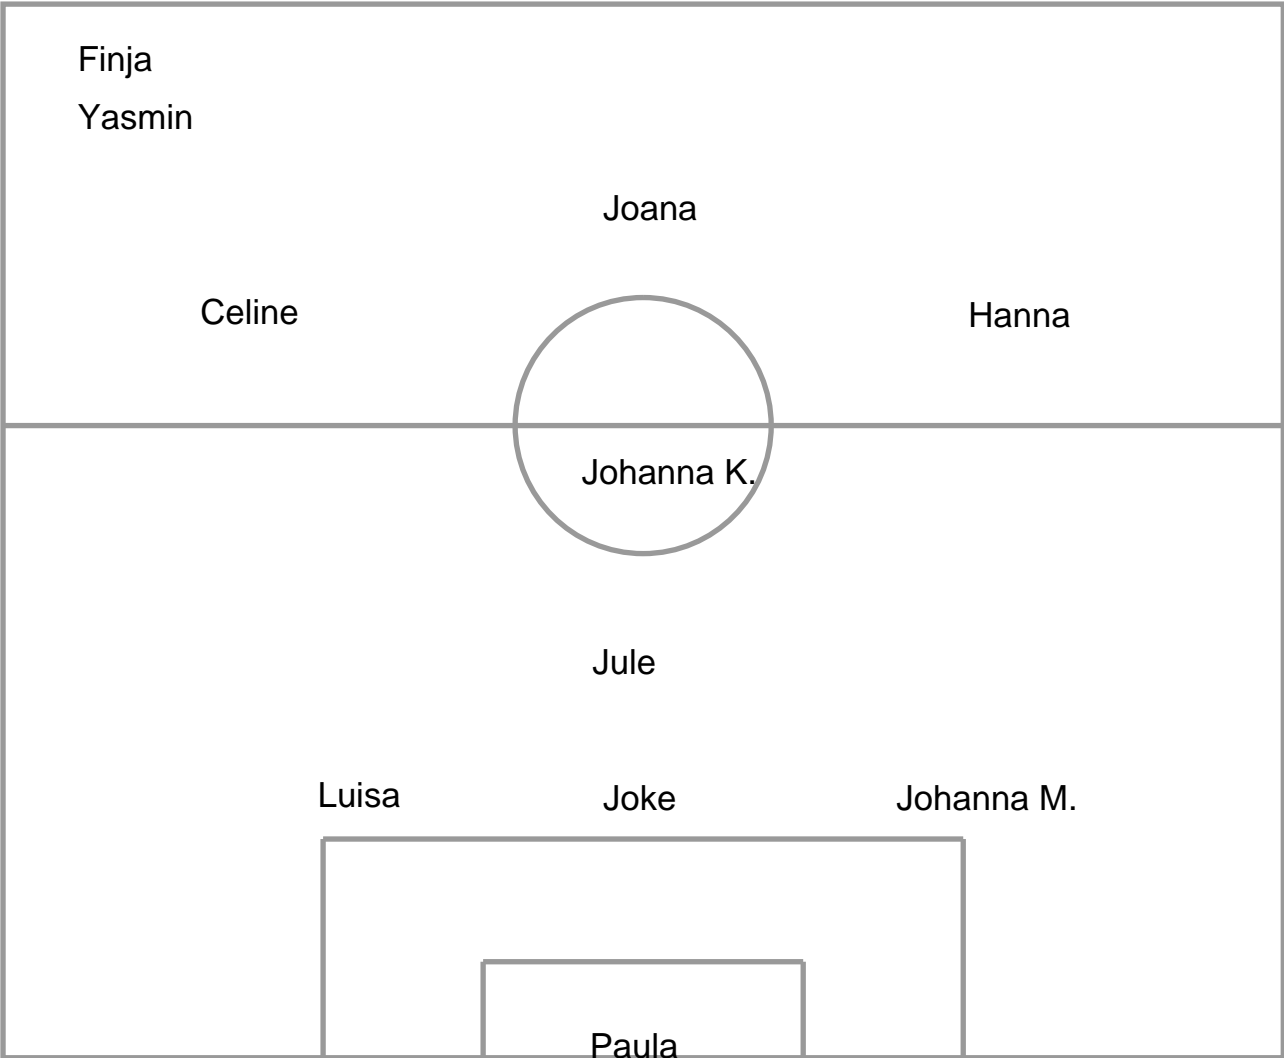 Finja
Yasmin
Joana
Celine
Hanna
Johanna K.
Jule
Luisa
Joke
Johanna M.
Paula